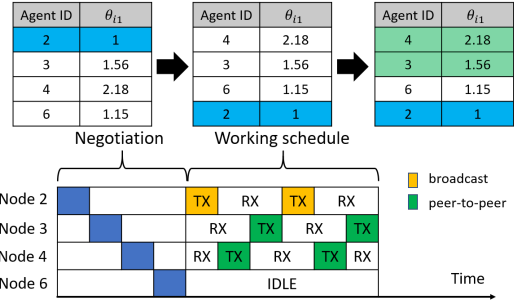 Agent ID θi1
2 1
3 1.56
4 2.18
6 1.15
Agent ID θi1
4 2.18
3 1.56
6 1.15
2 1
Agent ID θi1
4 2.18
3 1.56
6 1.15
2 1
Negotiation Working schedule
Node 2 TX RX TX RX
Node 3 RX TX RX TX
Node 4 RX TX RX TX RX
Node 6 IDLE
broadcast
peer-to-peer
Time